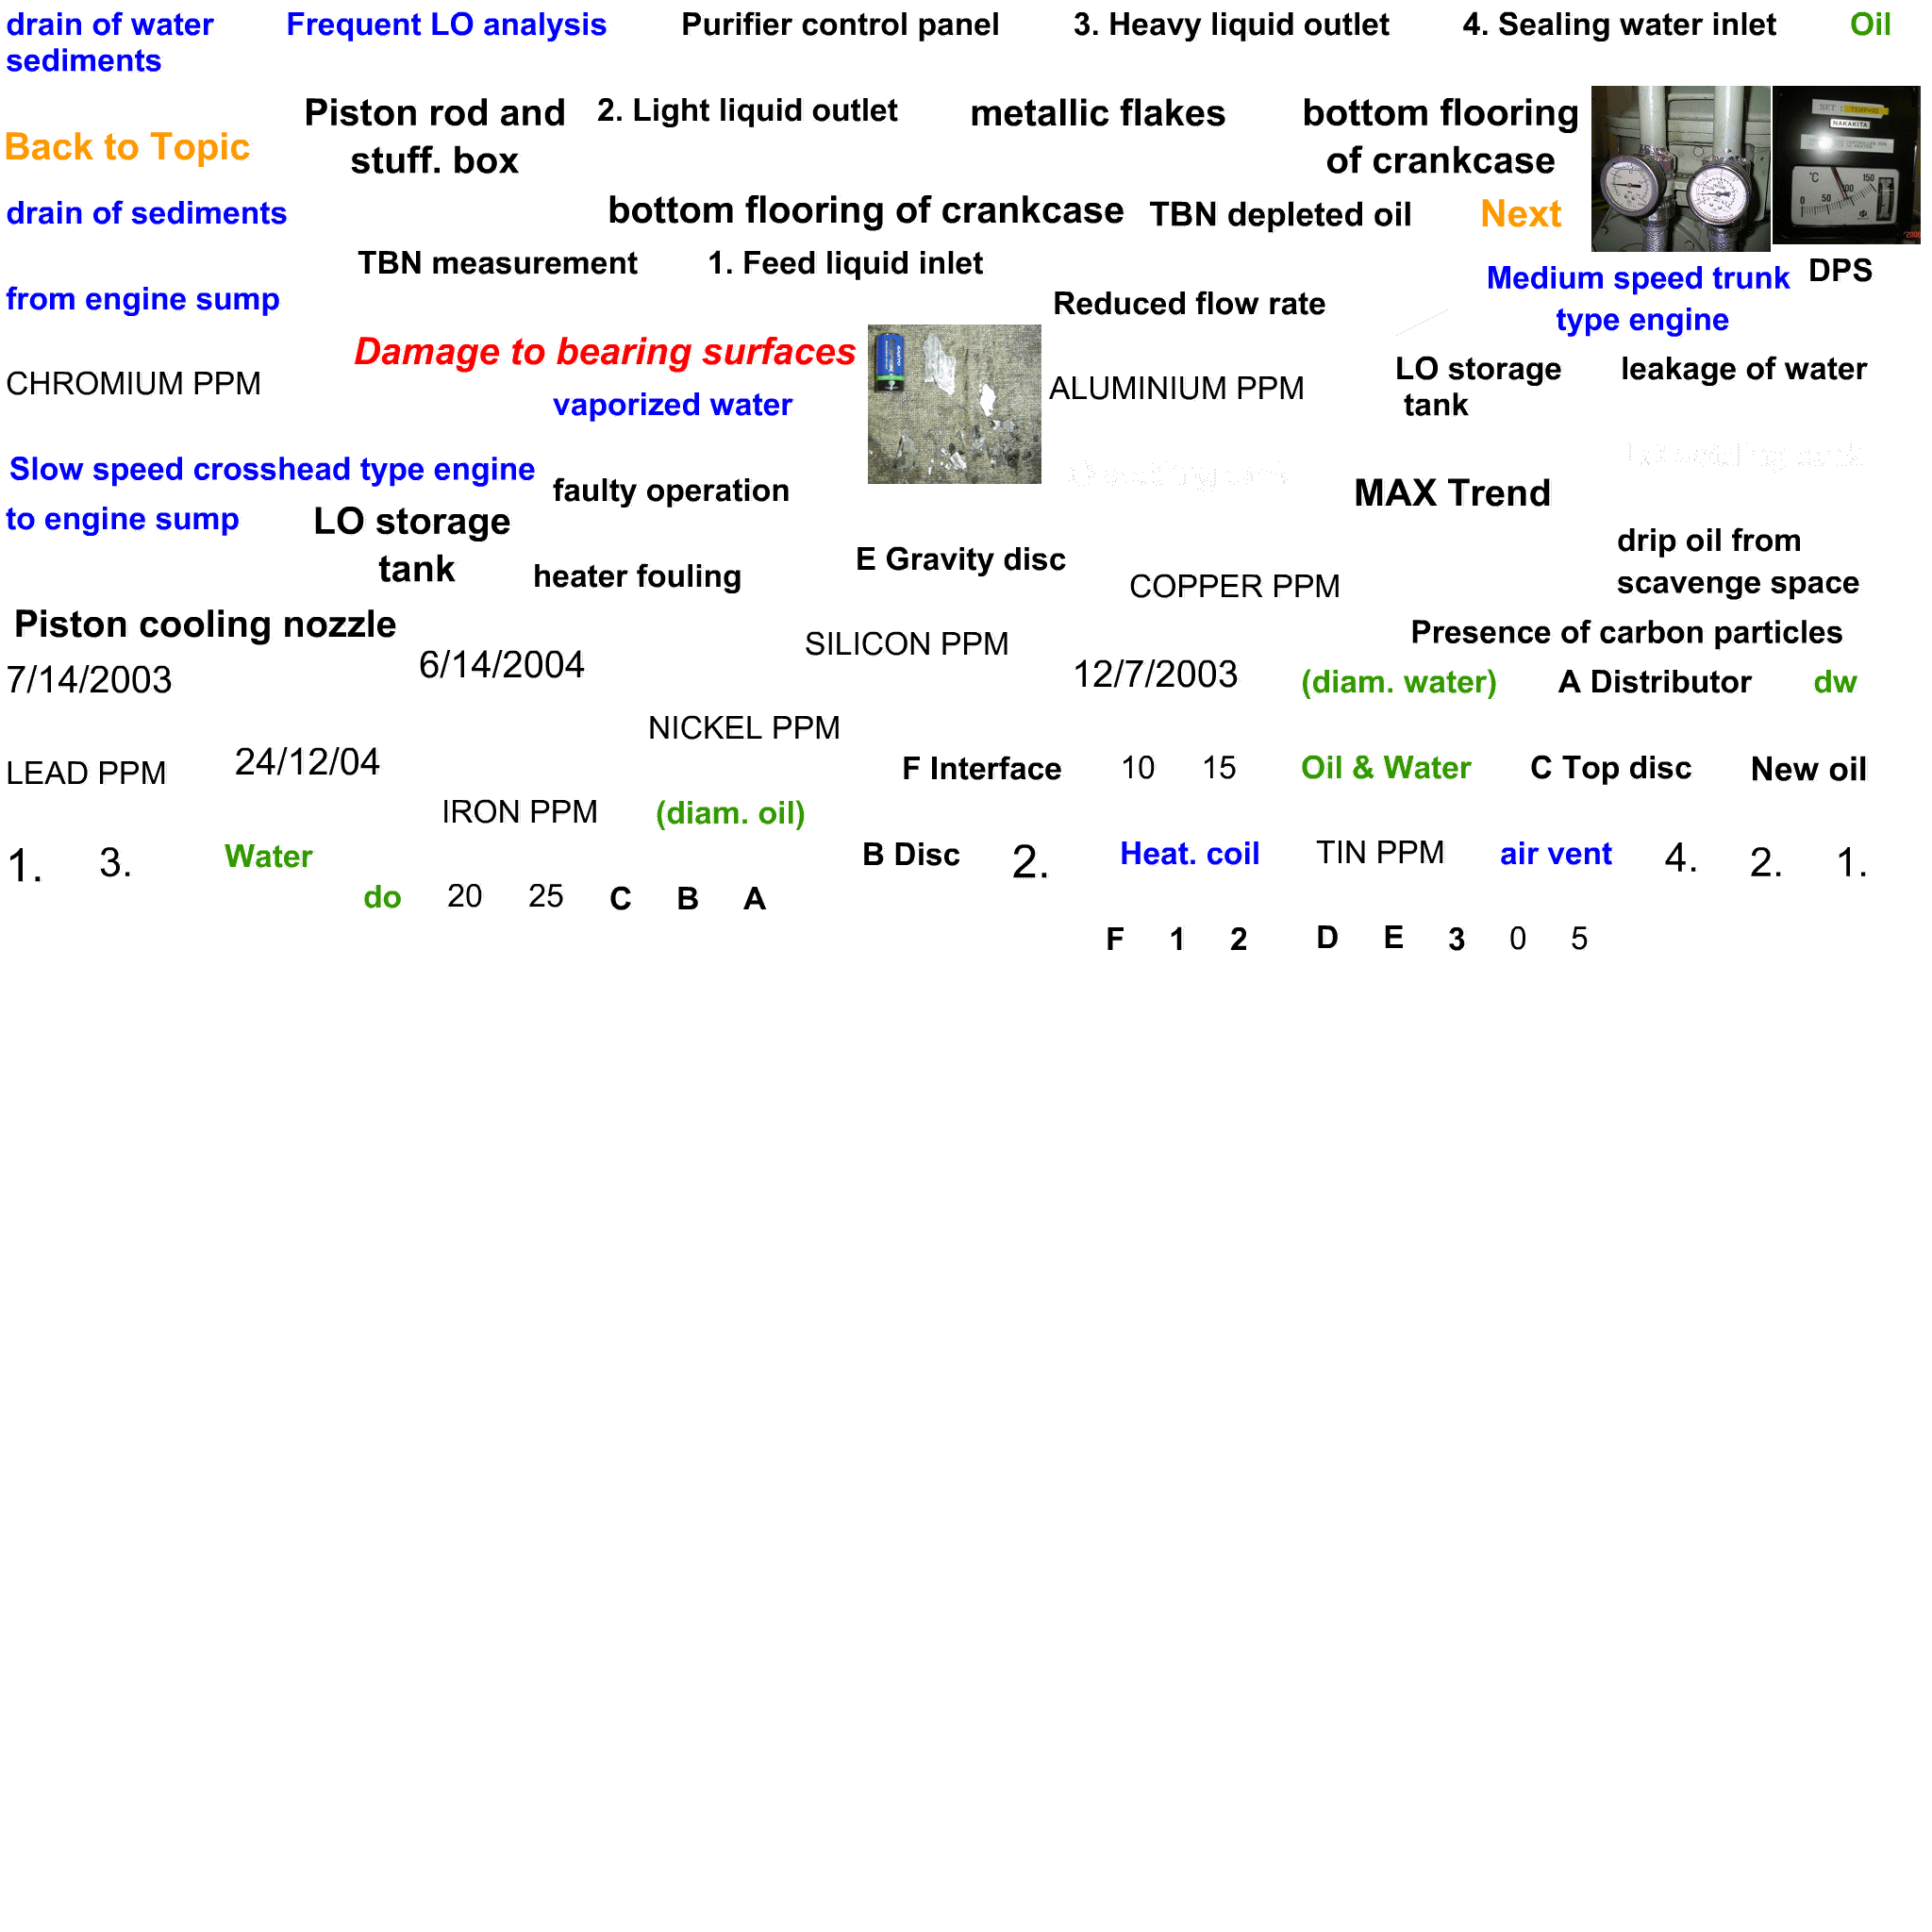 drain of water
sediments
Frequent LO analysis
Purifier control panel
3. Heavy liquid outlet
4. Sealing water inlet
Oil
Back to Topic
Piston rod and
stuff. box
2. Light liquid outlet
metallic flakes
bottom flooring
of crankcase
SET : TEMP
NAKAKITA
°C
0 50 100 150
drain of sediments
bottom flooring of crankcase
TBN depleted oil
Next
TBN measurement
1. Feed liquid inlet
Medium speed trunk
type engine
DPS
from engine sump
Reduced flow rate
Damage to bearing surfaces
CHROMIUM PPM
vaporized water
ALUMINIUM PPM
LO storage
tank
leakage of water
Slow speed crosshead type engine
faulty operation
MAX Trend
to engine sump
LO storage
tank
heater fouling
E Gravity disc
COPPER PPM
drip oil from
scavenge space
Piston cooling nozzle
SILICON PPM
Presence of carbon particles
7/14/2003
6/14/2004
12/7/2003
(diam. water)
A Distributor
dw
NICKEL PPM
LEAD PPM
24/12/04
F Interface
10
15
Oil & Water
C Top disc
New oil
IRON PPM
(diam. oil)
1.
3.
Water
B Disc
2.
Heat. coil
TIN PPM
air vent
4.
2.
1.
do
20
25
C
B
A
F
1
2
D
E
3
0
5